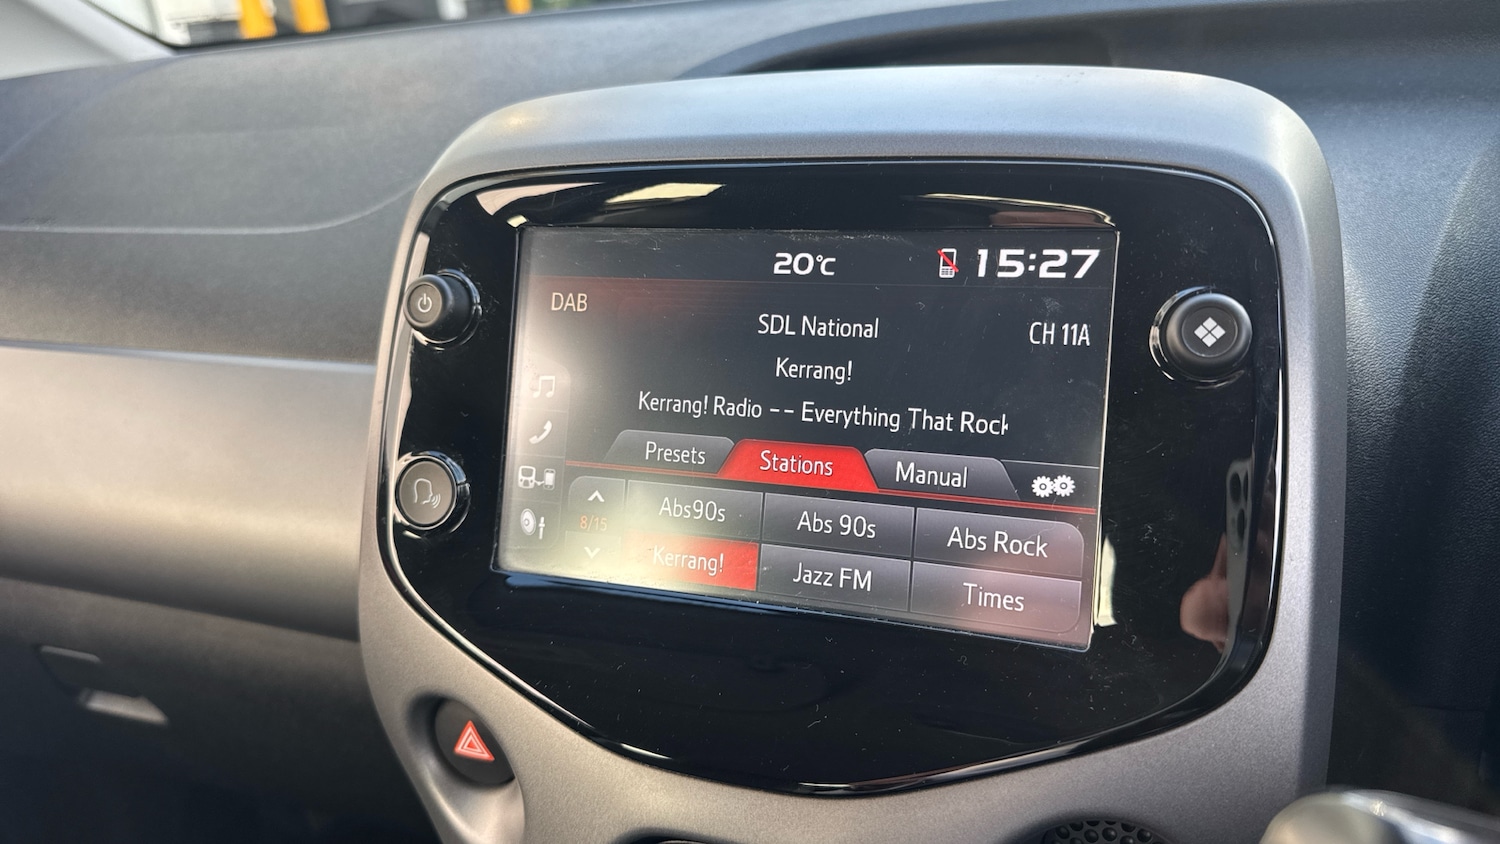 20°C 15:27
DAB
SDL National CH 11A
Kerrang!
Kerrang! Radio -- Everything That Rock
Presets Stations Manual
8/15 Abs90s Abs 90s Abs Rock
Kerrang! Jazz FM Times